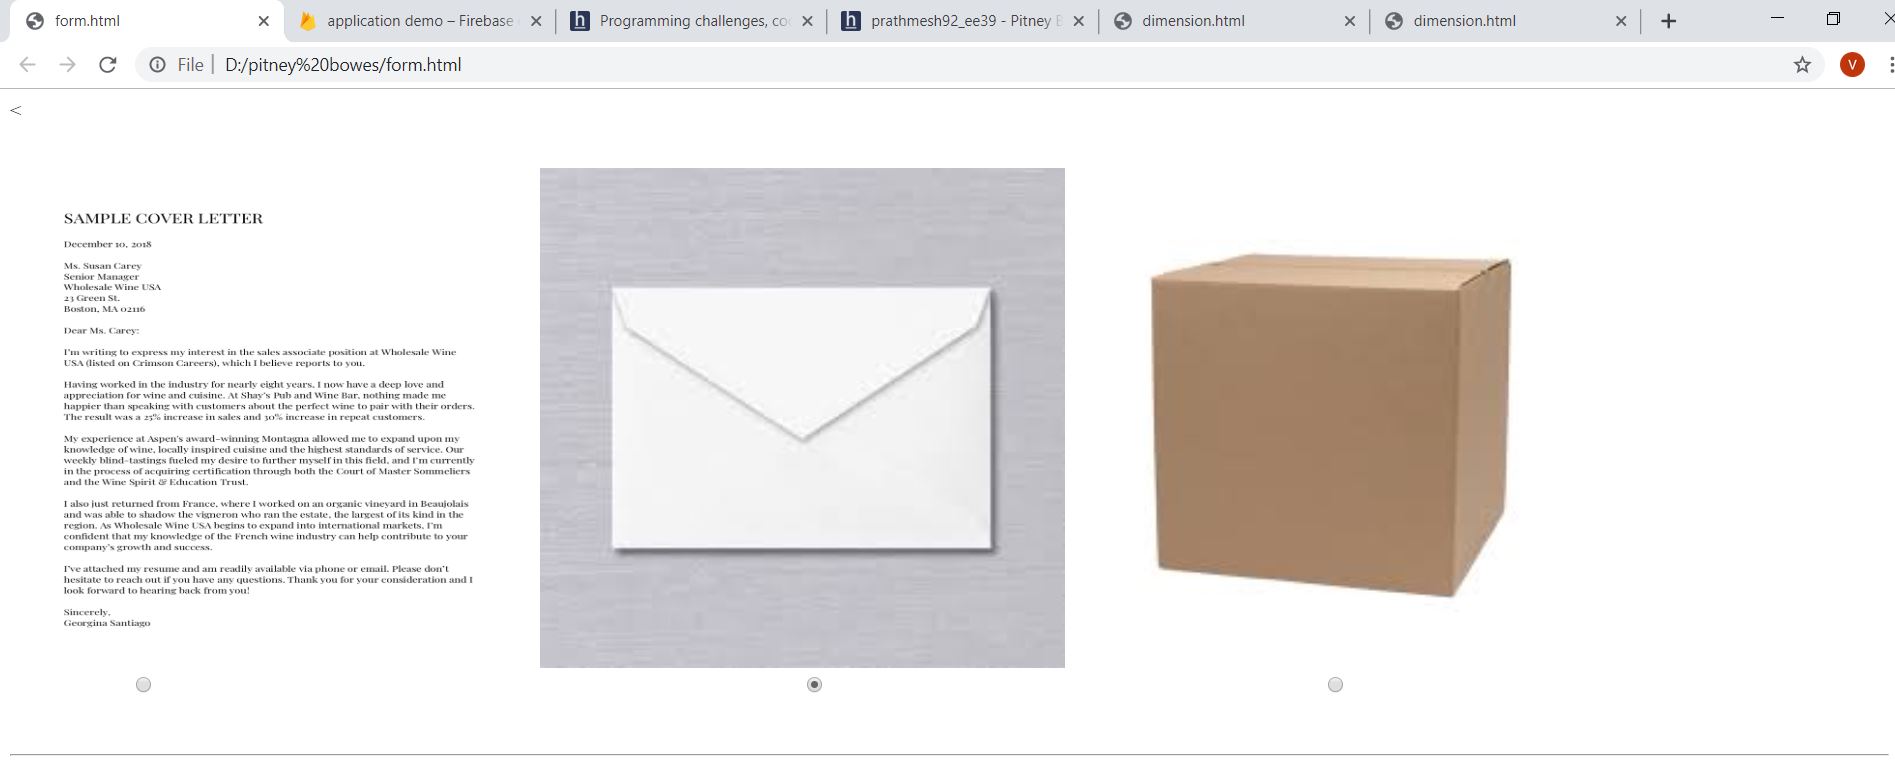 form.html
application demo – Firebase
Programming challenges, co
prathmesh92_ee39 - Pitney B
dimension.html
dimension.html
File
D:/pitney%20bowes/form.html
V
<
SAMPLE COVER LETTER
December 10, 2018
Ms. Susan Carey
Senior Manager
Wholesale Wine USA
23 Green St.
Boston, MA 02116
Dear Ms. Carey:
I'm writing to express my interest in the sales associate position at Wholesale Wine
USA (listed on Crimson Careers), which I believe reports to you.
Having worked in the industry for nearly eight years, I now have a deep love and
appreciation for wine and cuisine. At Shay's Pub and Wine Bar, nothing made me
happier than speaking with customers about the perfect wine to pair with their orders.
The result was a 25% increase in sales and 30% increase in repeat customers.
My experience at Aspen's award-winning Montagna allowed me to expand upon my
knowledge of wine, locally inspired cuisine and the highest standards of service. Our
weekly blind-tastings fueled my desire to further myself in this field, and I'm currently
in the process of acquiring certification through both the Court of Master Sommeliers
and the Wine Spirit & Education Trust.
I also just returned from France, where I worked on an organic vineyard in Beaujolais
and was able to shadow the vigneron who ran the estate, the largest of its kind in the
region. As Wholesale Wine USA begins to expand into international markets, I'm
confident that my knowledge of the French wine industry can help contribute to your
company's growth and success.
I've attached my resume and am readily available via phone or email. Please don't
hesitate to reach out if you have any questions. Thank you for your consideration and I
look forward to hearing back from you!
Sincerely,
Georgina Santiago